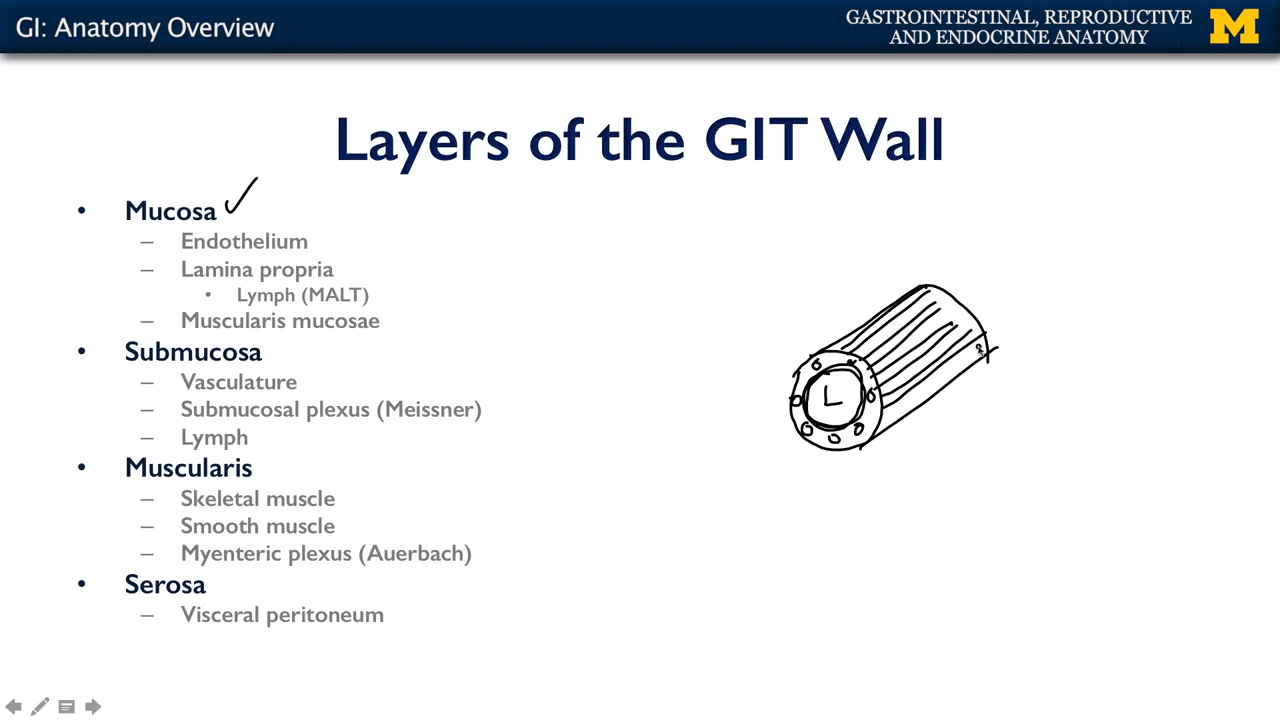 GI: Anatomy Overview
GASTROINTESTINAL, REPRODUCTIVE
AND ENDOCRINE ANATOMY
M
Layers of the GIT Wall
• Mucosa
– Endothelium
– Lamina propria
• Lymph (MALT)
– Muscularis mucosae
• Submucosa
– Vasculature
– Submucosal plexus (Meissner)
– Lymph
• Muscularis
– Skeletal muscle
– Smooth muscle
– Myenteric plexus (Auerbach)
• Serosa
– Visceral peritoneum
L